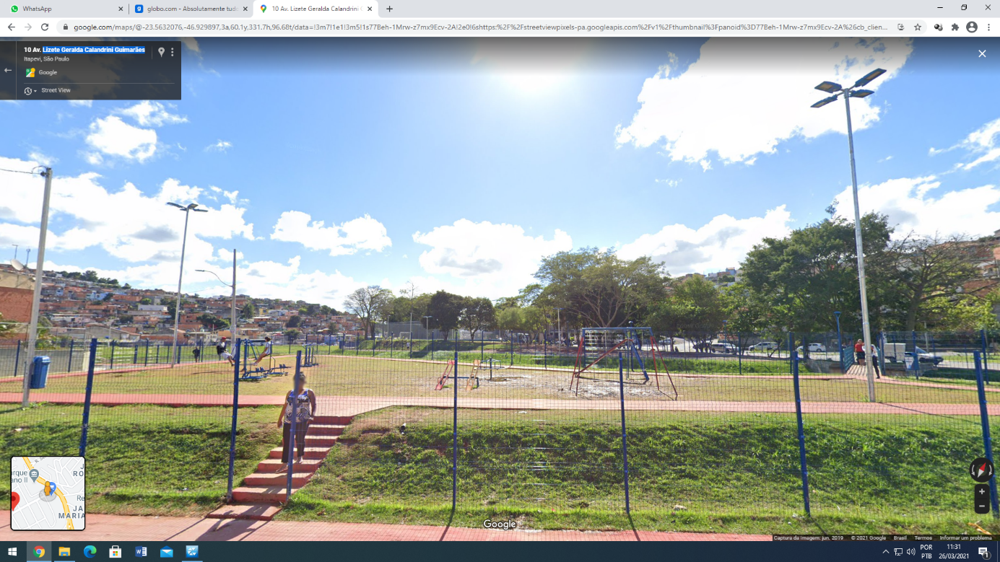 WhatsApp
globo.com - Absolutamente tudo
10 Av. Lizete Geralda Calandrini G
google.com/maps/@-23.5632076,-46.929897,3a,60.1y,331.7h,96.68t/data=!3m7!1e1!3m5!1s77Beh-1Mrw-z7mx9Ecv-2A!2e0!6shttps:%2F%2Fstreetviewpixels-pa.googleapis.com%2Fv1%2Fthumbnail%3Fpanoid%3D77Beh-1Mrw-z7mx9Ecv-2A%26cb_clien...
10 Av. Lizete Geralda Calandrini Guimarães
Itapevi, São Paulo
Google
Street View
arque
ano II
RO
Re
JA
MARIA
Google
Captura da imagem: jun. 2019 © 2021 Google Brasil Termos Informar um problema
POR
PTB
11:31
26/03/2021
1